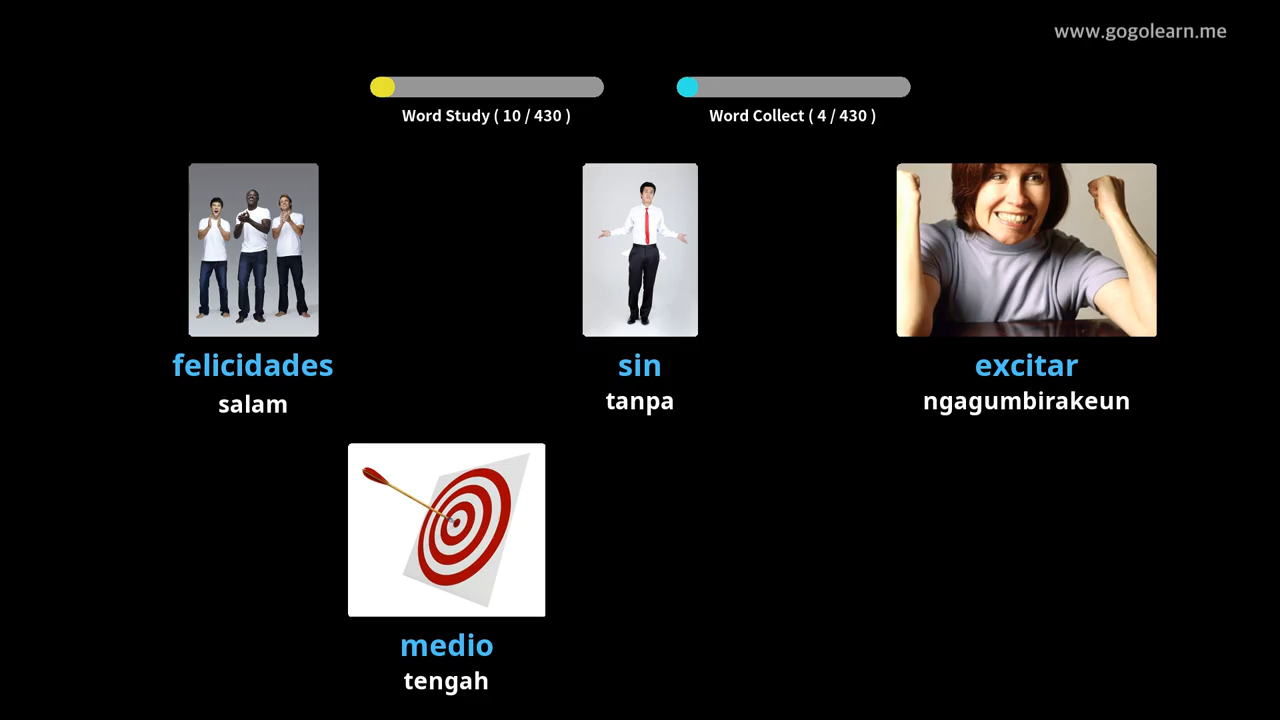 www.gogolearn.me
Word Study ( 10 / 430 )
Word Collect ( 4 / 430 )
felicidades
salam
sin
tanpa
excitar
ngagumbirakeun
medio
tengah